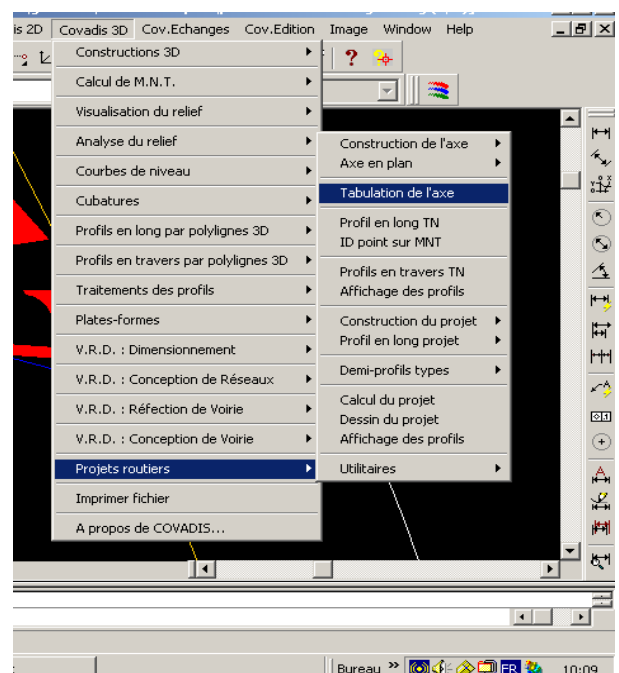 is 2D Covadis 3D Cov.Echanges Cov.Edition Image Window Help
Constructions 3D
Calcul de M.N.T.
Visualisation du relief
Analyse du relief
Courbes de niveau
Cubatures
Profils en long par polylignes 3D
Profils en travers par polylignes 3D
Traitements des profils
Plates-formes
V.R.D. : Dimensionnement
V.R.D. : Conception de Réseaux
V.R.D. : Réfection de Voirie
V.R.D. : Conception de Voirie
Projets routiers
Imprimer fichier
A propos de COVADIS...
Construction de l'axe
Axe en plan
Tabulation de l'axe
Profil en long TN
ID point sur MNT
Profils en travers TN
Affichage des profils
Construction du projet
Profil en long projet
Demi-profils types
Calcul du projet
Dessin du projet
Affichage des profils
Utilitaires
Bureau » FR 10:09